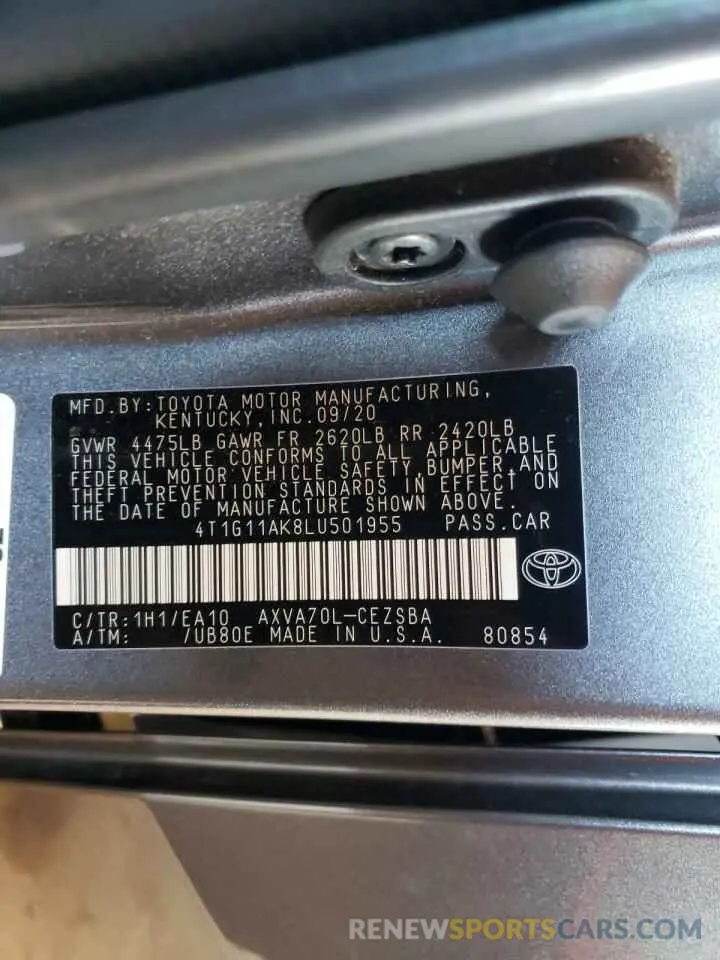 MFD.BY:TOYOTA MOTOR MANUFACTURING,
KENTUCKY,INC.09/20
GVWR 4475LB GAWR FR 2620LB RR 2420LB
THIS VEHICLE CONFORMS TO ALL APPLICABLE
FEDERAL MOTOR VEHICLE SAFETY,BUMPER,AND
THEFT PREVENTION STANDARDS IN EFFECT ON
THE DATE OF MANUFACTURE SHOWN ABOVE.
4T1G11AK8LU501955 PASS.CAR
C/TR:1H1/EA10 AXVA70L-CEZSBA
A/TM: /UB80E MADE IN U.S.A. 80854
RENEWSPORTSCARS.COM